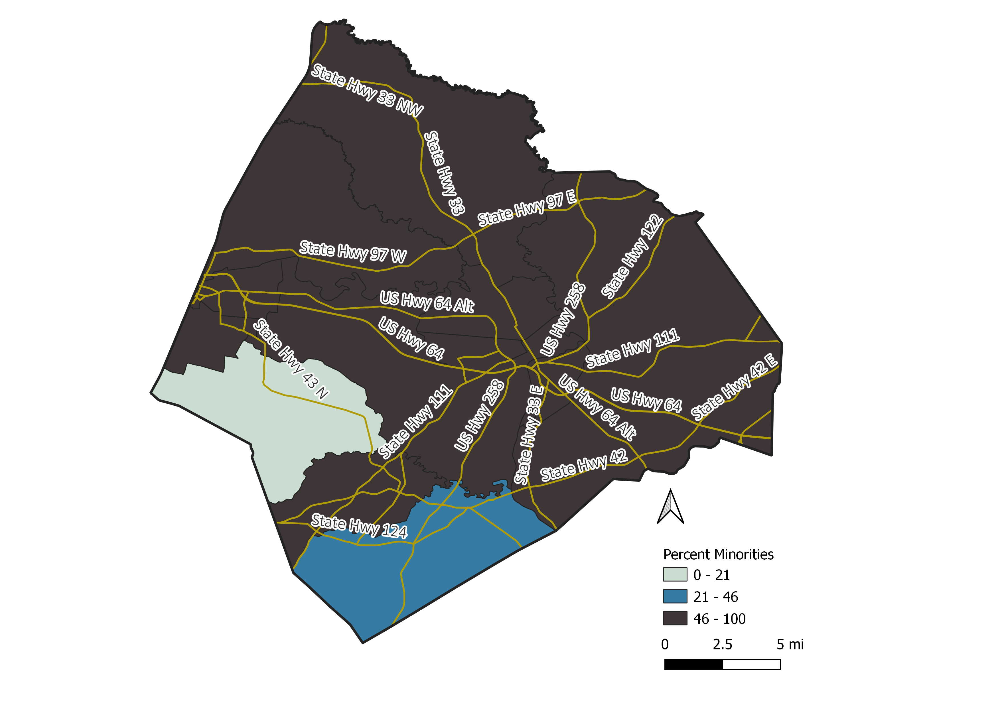 State Hwy 33 NW
State Hwy 33
State Hwy 97 E
State Hwy 122
State Hwy 97 W
US Hwy 64 Alt
US Hwy 258
US Hwy 64
State Hwy 43 N
State Hwy 111
State Hwy 42 E
State Hwy 111
US Hwy 258
State Hwy 33 E
US Hwy 64 Alt
US Hwy 64
State Hwy 42
State Hwy 124
Percent Minorities
0 - 21
21 - 46
46 - 100
0 2.5 5 mi